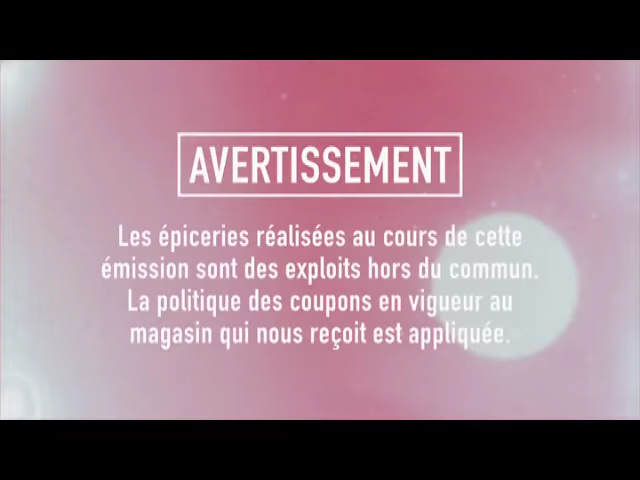 AVERTISSEMENT
Les épiceries réalisées au cours de cette
émission sont des exploits hors du commun.
La politique des coupons en vigueur au
magasin qui nous reçoit est appliquée.